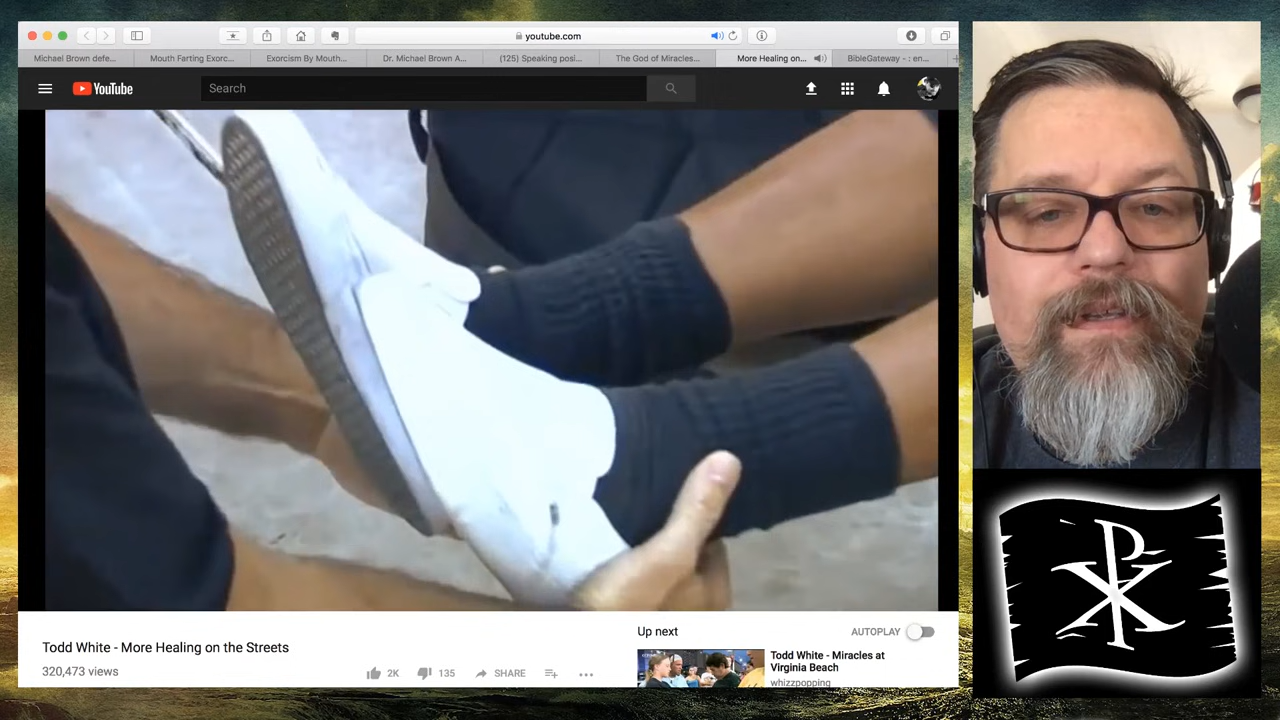 youtube.com
Michael Brown defe...
Mouth Farting Exorc...
Exorcism By Mouth...
Dr. Michael Brown A...
(125) Speaking posi...
The God of Miracles...
More Healing on...
BibleGateway - : en...
YouTube
Search
Up next
AUTOPLAY
Todd White - More Healing on the Streets
320,473 views
2K
135
SHARE
Todd White - Miracles at
Virginia Beach
whizzpopping